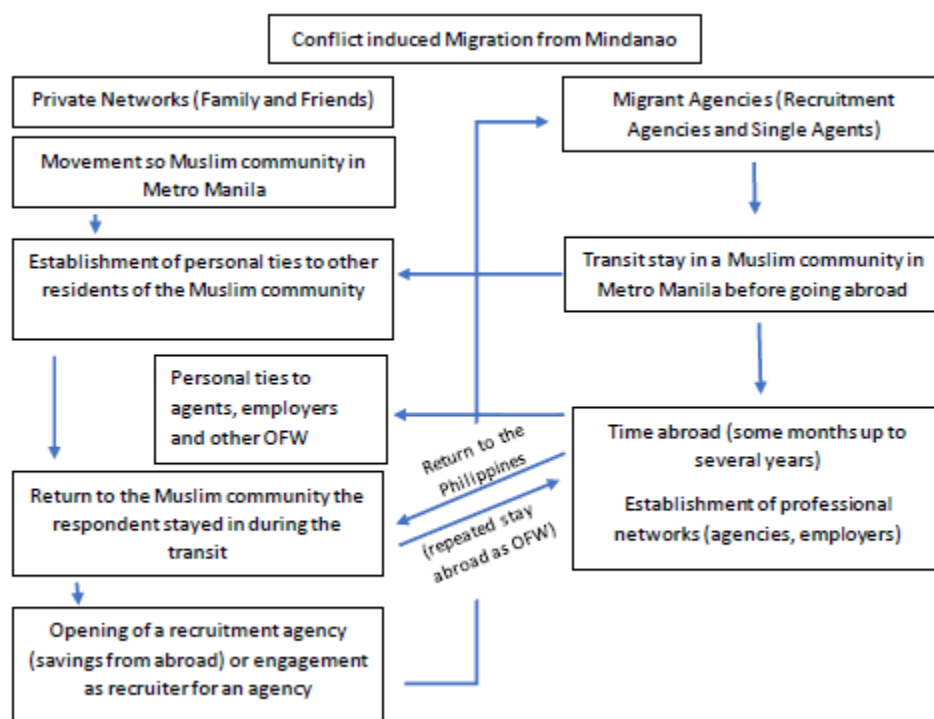 Conflict induced Migration from Mindanao
Private Networks (Family and Friends)
Movement so Muslim community in
Metro Manila
Establishment of personal ties to other
residents of the Muslim community
Personal ties to
agents, employers
and other OFW
Return to the Muslim community the
respondent stayed in during the
transit
Opening of a recruitment agency
(savings from abroad) or engagement
as recruiter for an agency
Return to the
Philippines
(repeated stay
abroad as OFW)
Migrant Agencies (Recruitment
Agencies and Single Agents)
Transit stay in a Muslim community in
Metro Manila before going abroad
Time abroad (some months up to
several years)
Establishment of professional
networks (agencies, employers)